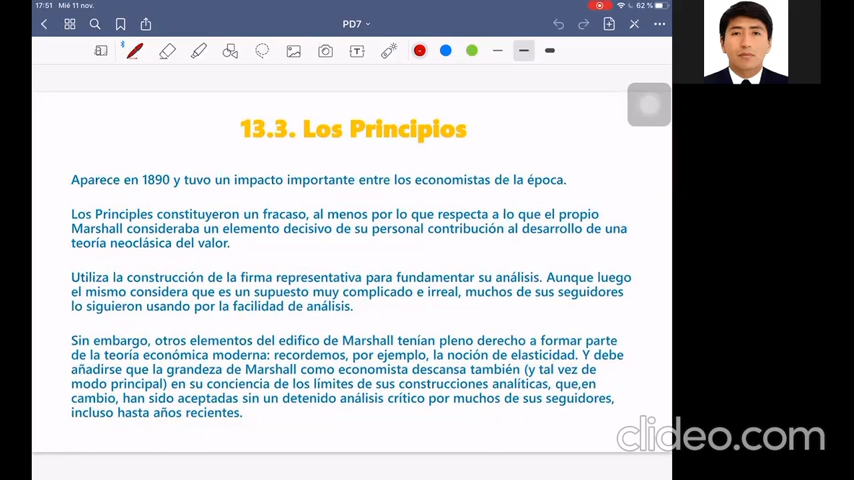 17:51 Mié 11 nov.
62 %
PD7
13.3. Los Principios
Aparece en 1890 y tuvo un impacto importante entre los economistas de la época.
Los Principles constituyeron un fracaso, al menos por lo que respecta a lo que el propio
Marshall consideraba un elemento decisivo de su personal contribución al desarrollo de una
teoría neoclásica del valor.
Utiliza la construcción de la firma representativa para fundamentar su análisis. Aunque luego
el mismo considera que es un supuesto muy complicado e irreal, muchos de sus seguidores
lo siguieron usando por la facilidad de análisis.
Sin embargo, otros elementos del edifico de Marshall tenían pleno derecho a formar parte
de la teoría económica moderna: recordemos, por ejemplo, la noción de elasticidad. Y debe
añadirse que la grandeza de Marshall como economista descansa también (y tal vez de
modo principal) en su conciencia de los límites de sus construcciones analíticas, que,en
cambio, han sido aceptadas sin un detenido análisis crítico por muchos de sus seguidores,
incluso hasta años recientes.
clideo.com